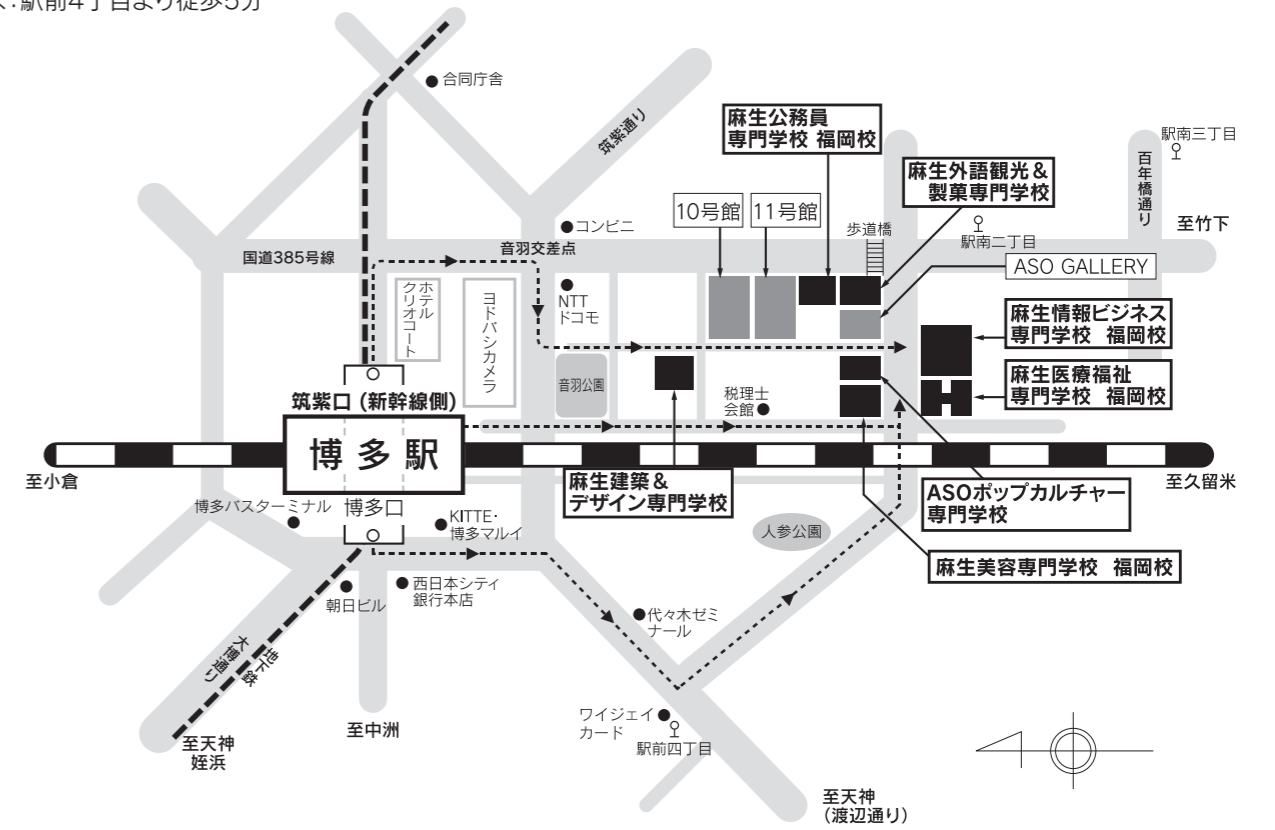 駅前4丁目より徒歩5分
合同庁舎
筑紫通り
麻生公務員
専門学校 福岡校
麻生外語観光&
製菓専門学校
駅南三丁目
百年橋通り
至竹下
10号館
11号館
歩道橋
駅南二丁目
コンビニ
音羽交差点
国道385号線
ASO GALLERY
ホテル
クリオコート
ヨドバシカメラ
NTT
ドコモ
麻生情報ビジネス
専門学校 福岡校
音羽公園
税理士
会館
麻生医療福祉
専門学校 福岡校
筑紫口(新幹線側)
博多駅
至小倉
至久留米
麻生建築&
デザイン専門学校
ASOポップカルチャー
専門学校
博多バスターミナル
博多口
KITTE・
博多マルイ
人参公園
麻生美容専門学校 福岡校
朝日ビル
西日本シティ
銀行本店
代々木ゼミ
ナール
地下鉄
大博通り
ワイジェイ
カード
駅前四丁目
至中洲
至天神
姪浜
至天神
(渡辺通り)